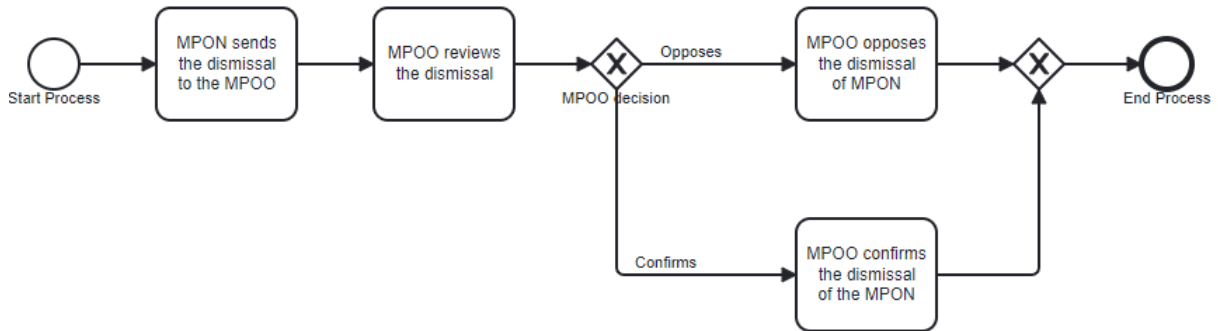 MPON sends
the dismissal
to the MPOO
Start Process
MPOO reviews
the dismissal
MPOO decision
Opposes
MPOO opposes
the dismissal
of MPON
End Process
Confirms
MPOO confirms
the dismissal
of the MPON